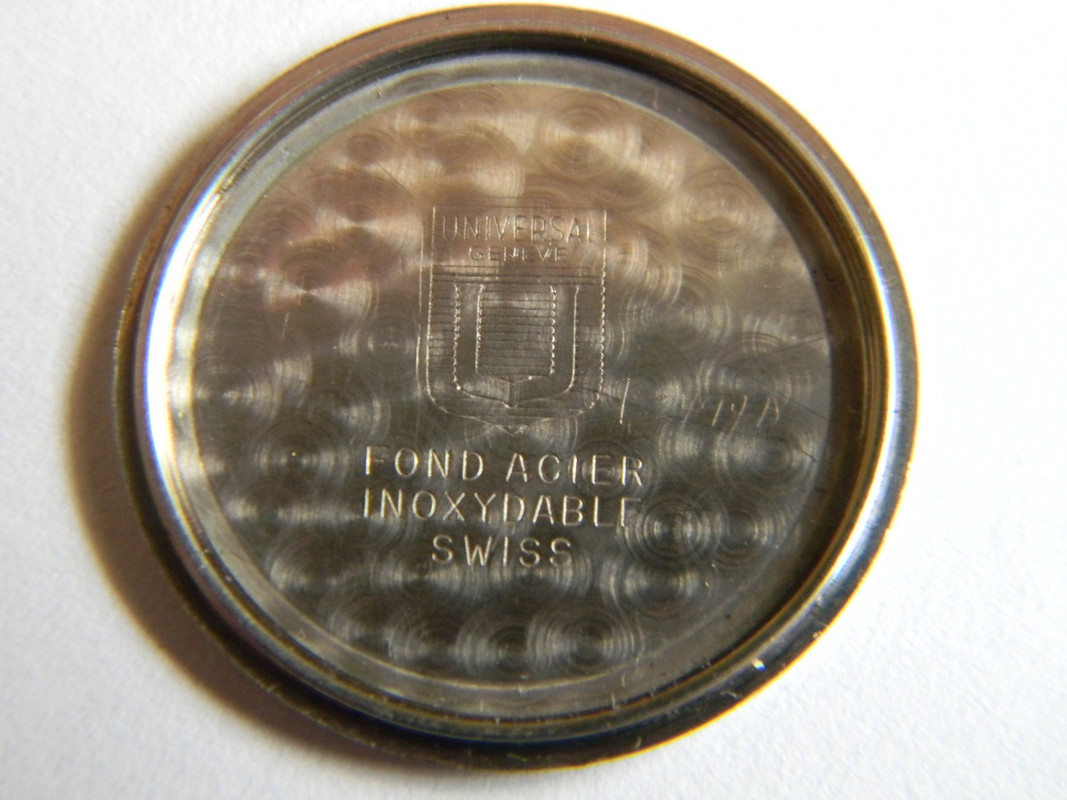 UNIVERSAL
GENEVE
FOND ACIER
INOXYDABLE
SWISS